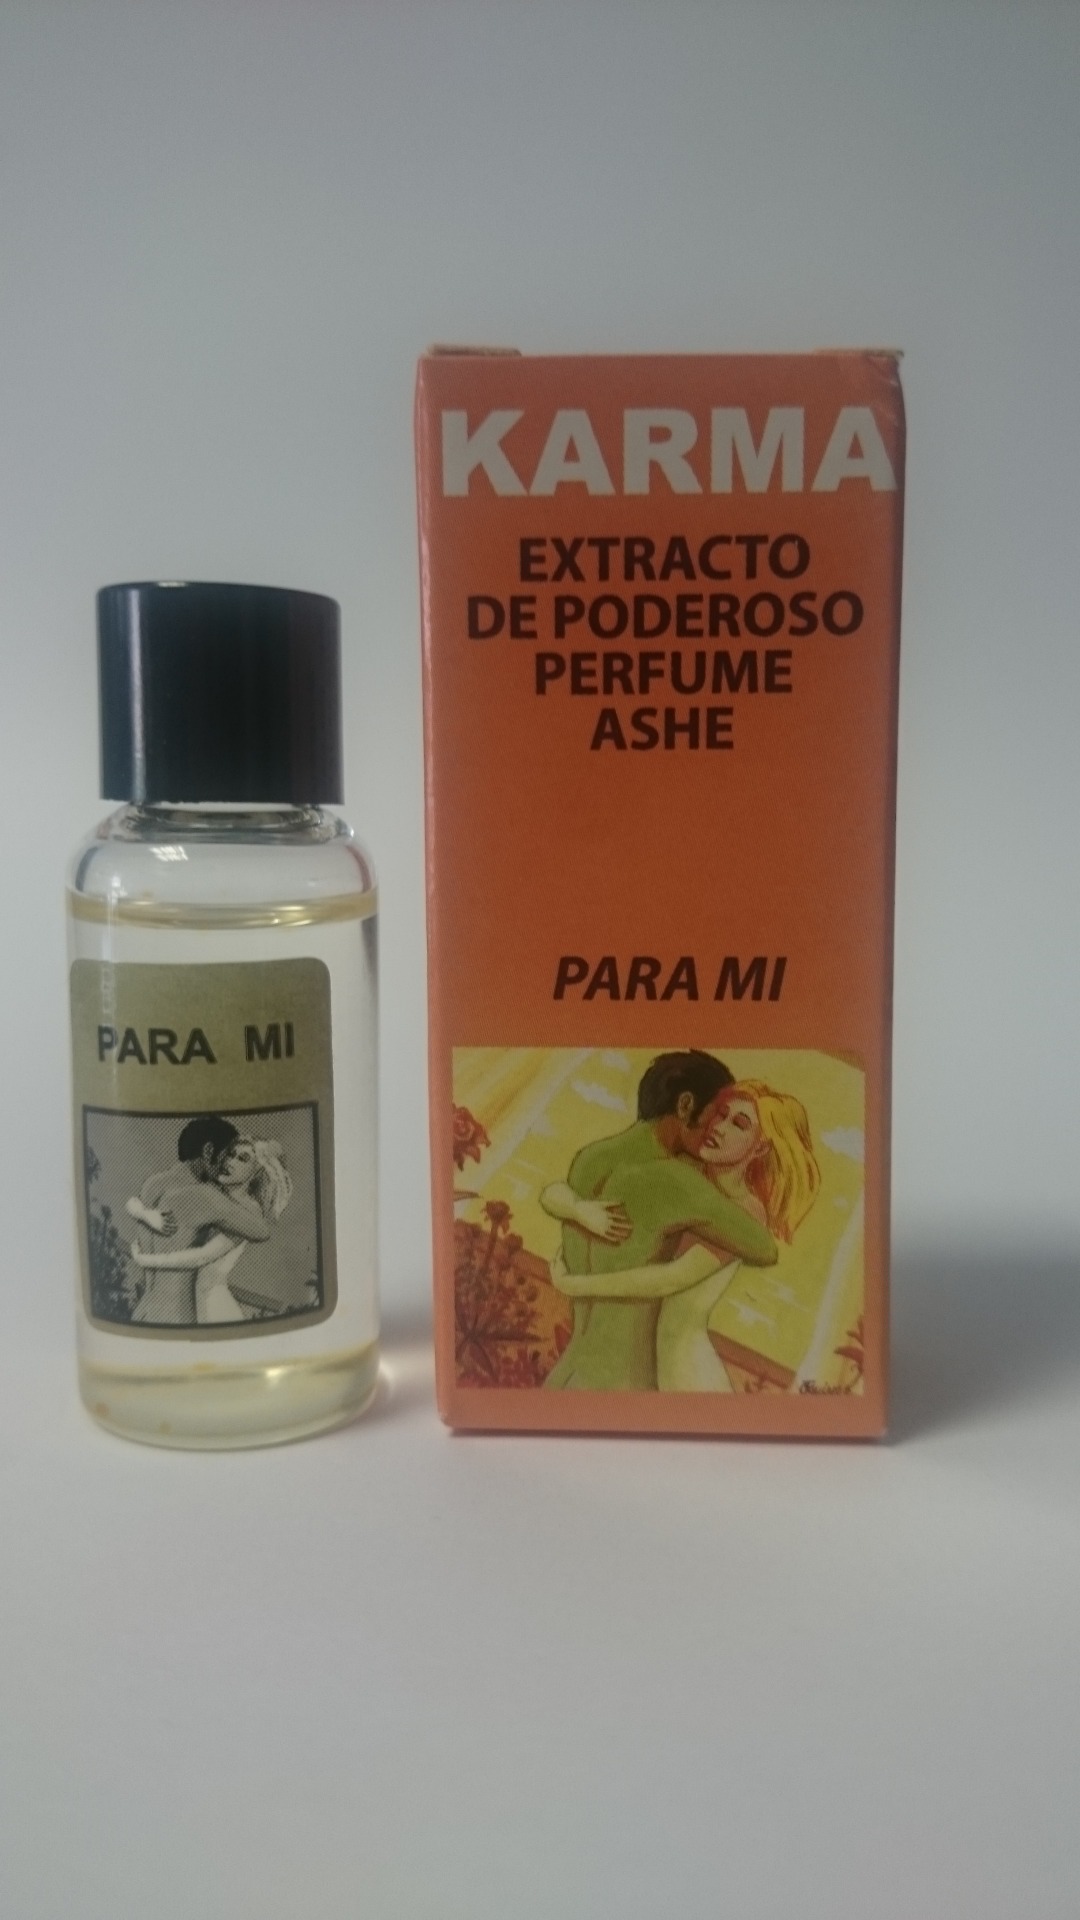 KARMA
EXTRACTO
DE PODEROSO
PERFUME
ASHE
PARA MI
PARA MI